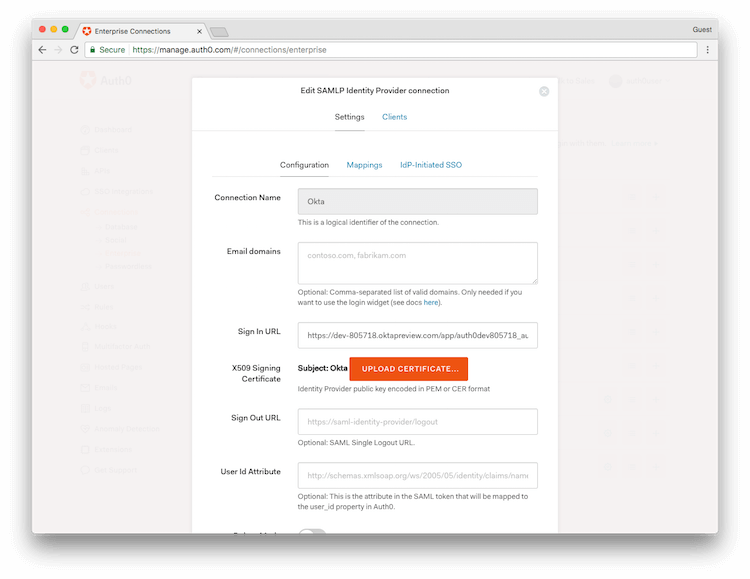 Enterprise Connections
Guest
Secure
https://manage.auth0.com/#/connections/enterprise
Auth0
Edit SAMLP Identity Provider connection
Settings
Clients
Configuration
Mappings
IdP-Initiated SSO
Connection Name
Okta
This is a logical identifier of the connection.
Email domains
contoso.com, fabrikam.com
Optional: Comma-separated list of valid domains. Only needed if you
want to use the login widget (see docs here).
Sign In URL
https://dev-805718.oktapreview.com/app/auth0dev805718_au
X509 Signing
Certificate
Subject: Okta
UPLOAD CERTIFICATE...
Identity Provider public key encoded in PEM or CER format
Sign Out URL
https://saml-identity-provider/logout
Optional: SAML Single Logout URL.
User Id Attribute
http://schemas.xmlsoap.org/ws/2005/05/identity/claims/name
Optional: This is the attribute in the SAML token that will be mapped to
the user_id property in Auth0.